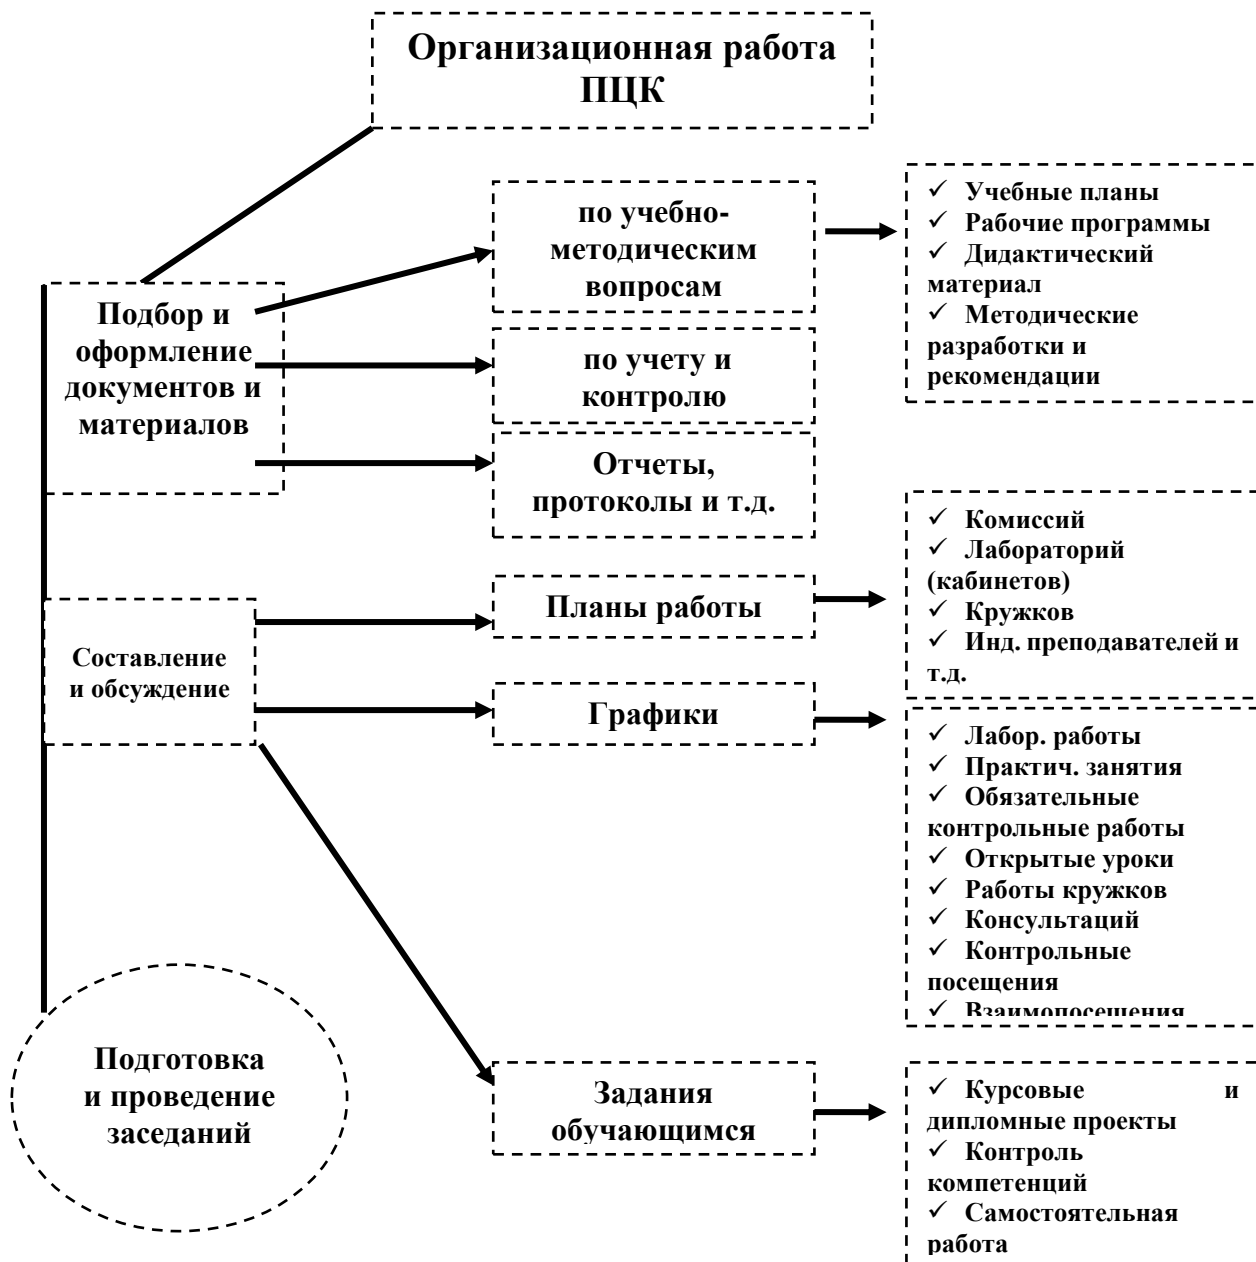 Организационная работа
ПЦК
по учебно-
методическим
вопросам
✓ Учебные планы
✓ Рабочие программы
✓ Дидактический
материал
✓ Методические
разработки и
рекомендации
Подбор и
оформление
документов и
материалов
по учету и
контролю
Отчеты,
протоколы и т.д.
✓ Комиссий
✓ Лабораторий
(кабинетов)
✓ Кружков
✓ Инд. преподавателей и
т.д.
Планы работы
Составление
и обсуждение
Графики
✓ Лабор. работы
✓ Практич. занятия
✓ Обязательные
контрольные работы
✓ Открытые уроки
✓ Работы кружков
✓ Консультаций
✓ Контрольные
посещения
✓ Взаимопосещения
Подготовка
и проведение
заседаний
Задания
обучающимся
✓ Курсовые и
дипломные проекты
✓ Контроль
компетенций
✓ Самостоятельная
работа